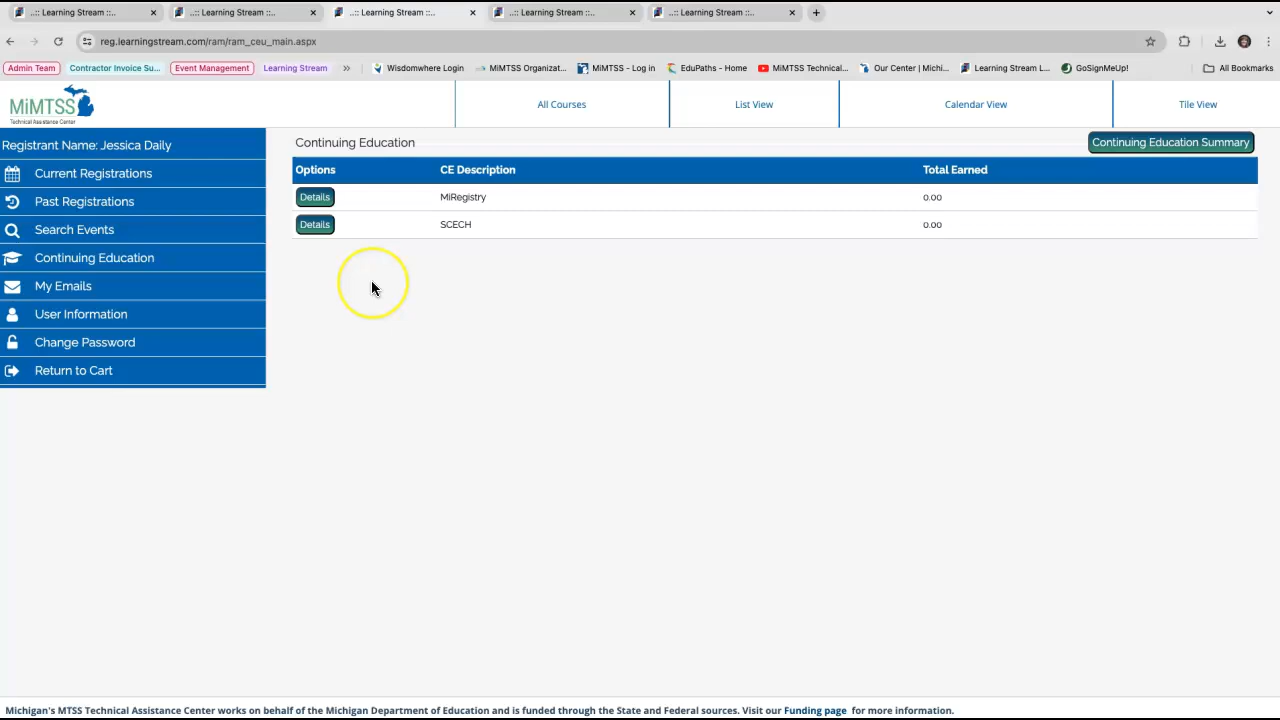 ..:: Learning Stream ::..
..:: Learning Stream ::..
..:: Learning Stream ::..
..:: Learning Stream ::..
..:: Learning Stream ::..
reg.learningstream.com/ram/ram_ceu_main.aspx
Admin Team
Contractor Invoice Su...
Event Management
Learning Stream
Wisdomwhere Login
MiMTSS Organizat...
MiMTSS - Log in
EduPaths - Home
MiMTSS Technical...
Our Center | Michi...
Learning Stream L...
GoSignMeUp!
All Bookmarks
MiMTSS
Technical Assistance Center
All Courses
List View
Calendar View
Tile View
Registrant Name: Jessica Daily
Current Registrations
Past Registrations
Search Events
Continuing Education
My Emails
User Information
Change Password
Return to Cart
Continuing Education
Continuing Education Summary
Options CE Description Total Earned
Details MiRegistry 0.00
Details SCECH 0.00
Michigan's MTSS Technical Assistance Center works on behalf of the Michigan Department of Education and is funded through the State and Federal sources. Visit our Funding page for more information.